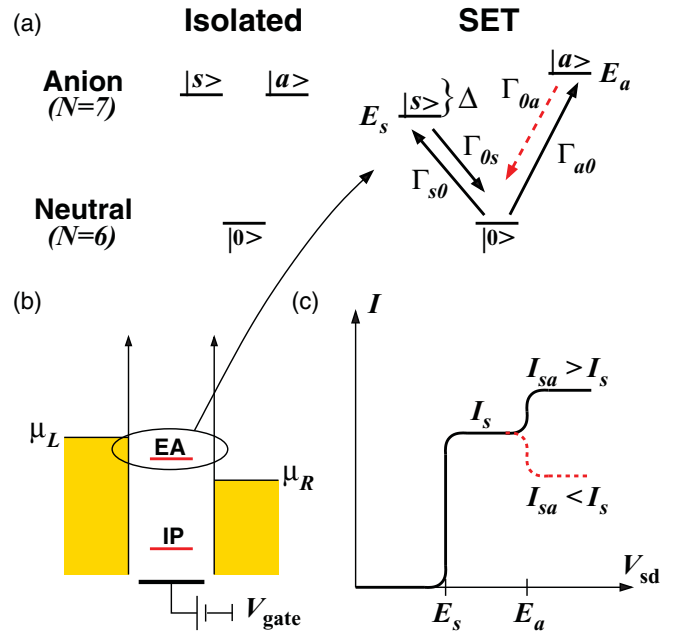 (a) Isolated SET
Anion
(N=7)
|s> |a>
E_s |s> } Δ
|a> E_a
Γ_0a
Γ_0s
Γ_s0
Γ_a0
Neutral
(N=6)
|0>
|0>
(b)
μ_L
EA
μ_R
IP
V_gate
(c)
I
I_sa > I_s
I_s
I_sa < I_s
V_sd
E_s E_a